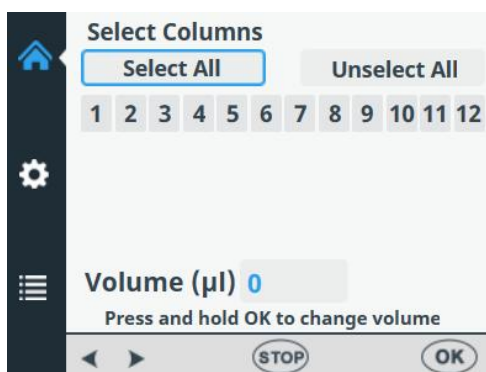 Select Columns
Select All Unselect All
1 2 3 4 5 6 7 8 9 10 11 12
Volume (µl) 0
Press and hold OK to change volume
STOP OK